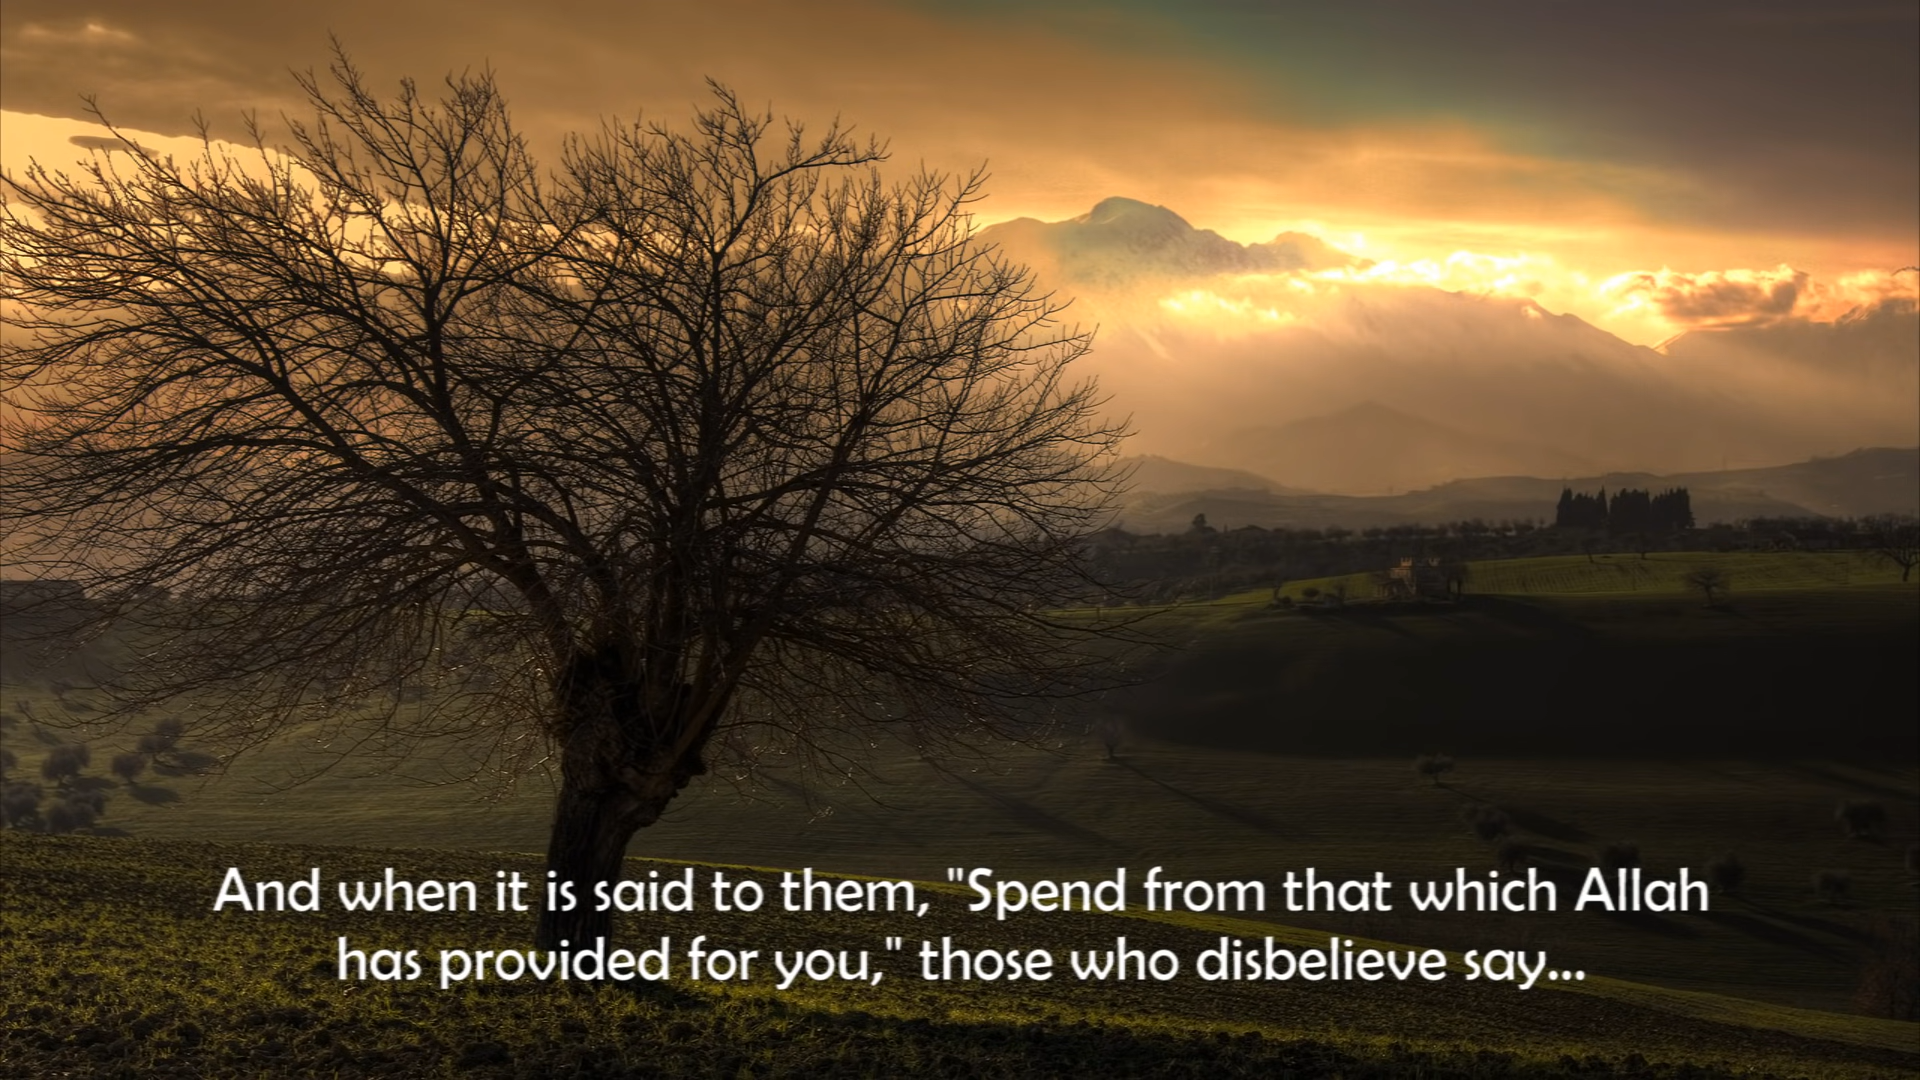 And when it is said to them, "Spend from that which Allah
has provided for you," those who disbelieve say...